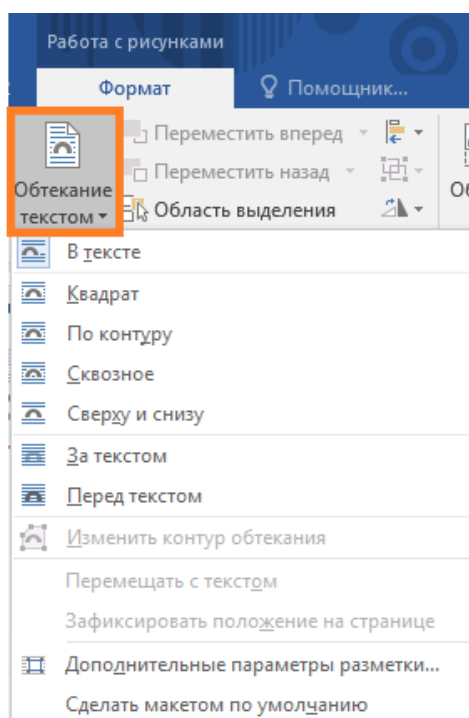 Работа с рисунками
Формат
Помощник...
Обтекание
текстом
Переместить вперед
Переместить назад
Область выделения
В тексте
Квадрат
По контуру
Сквозное
Сверху и снизу
За текстом
Перед текстом
Изменить контур обтекания
Перемещать с текстом
Зафиксировать положение на странице
Дополнительные параметры разметки...
Сделать макетом по умолчанию